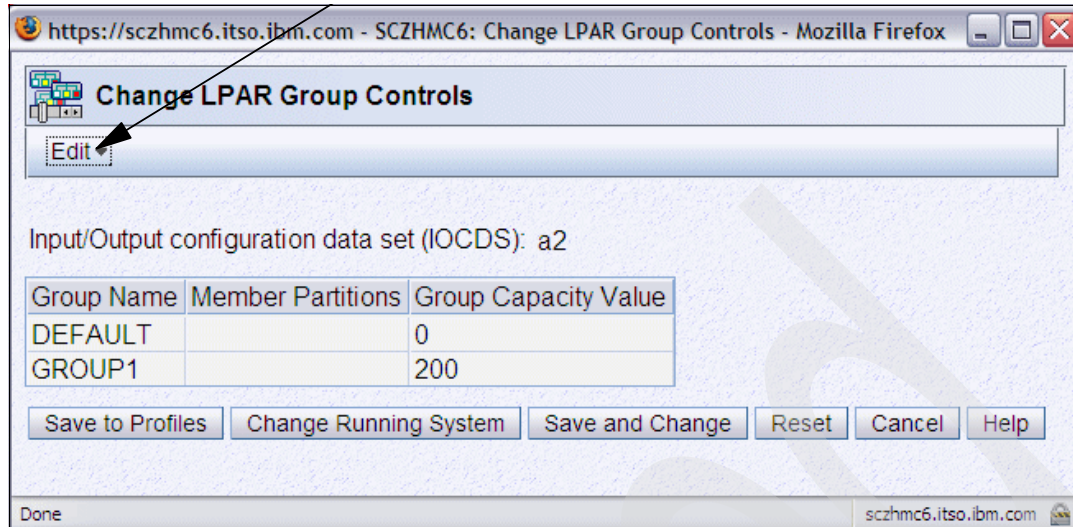 https://sczhmc6.itso.ibm.com - SCZHMC6: Change LPAR Group Controls - Mozilla Firefox
Change LPAR Group Controls
Edit
Input/Output configuration data set (IOCDS): a2
Group Name Member Partitions Group Capacity Value
DEFAULT 0
GROUP1 200
Save to Profiles Change Running System Save and Change Reset Cancel Help
Done sczhmc6.itso.ibm.com